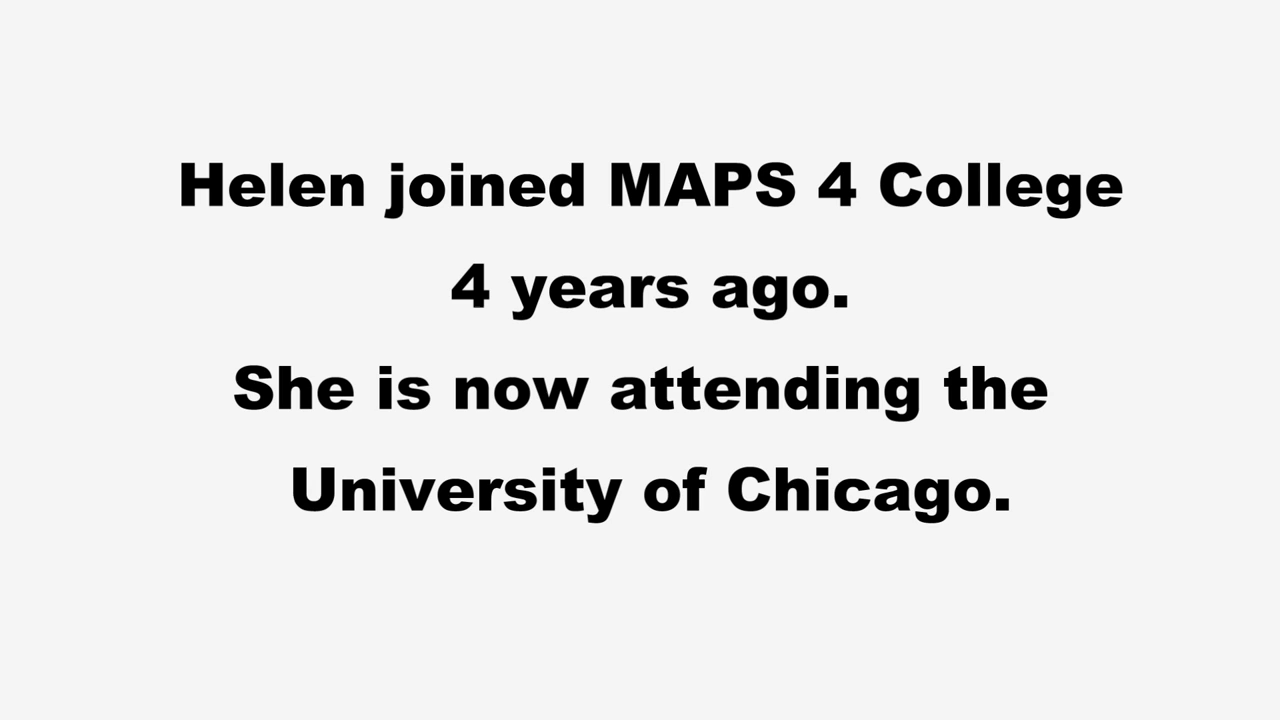 Helen joined MAPS 4 College
4 years ago.
She is now attending the
University of Chicago.